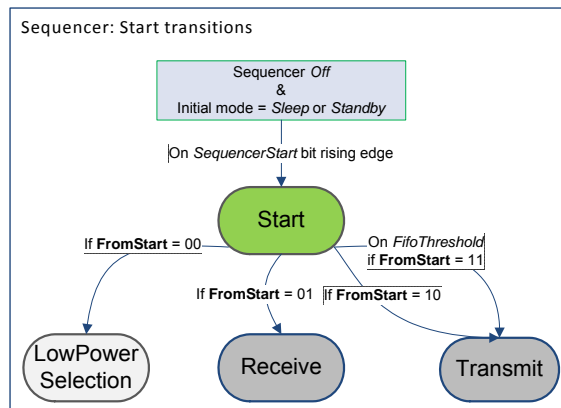 Sequencer: Start transitions
Sequencer Off
&
Initial mode = Sleep or Standby
On SequencerStart bit rising edge
Start
If FromStart = 00
On FifoThreshold
if FromStart = 11
If FromStart = 01
If FromStart = 10
LowPower
Selection
Receive
Transmit